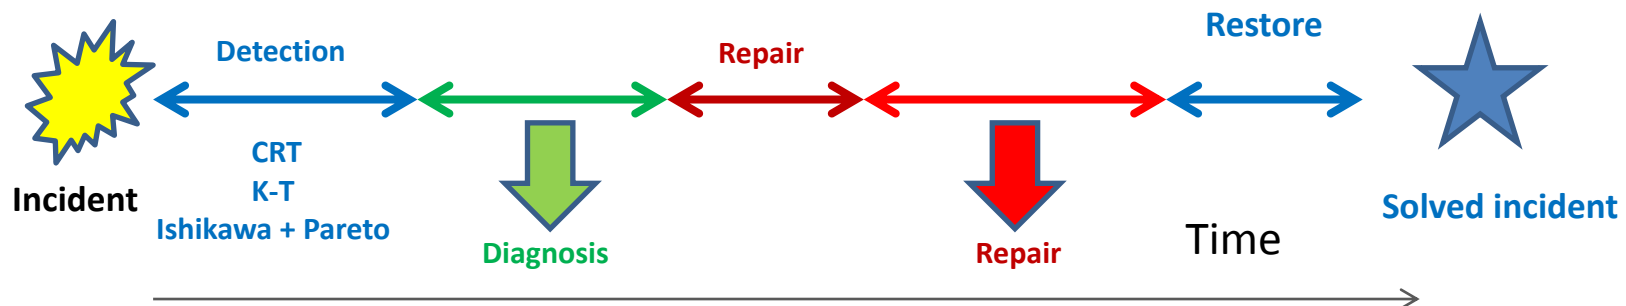 Restore
Detection
Repair
CRT
K-T
Ishikawa + Pareto
Incident
Diagnosis
Repair
Time
Solved incident